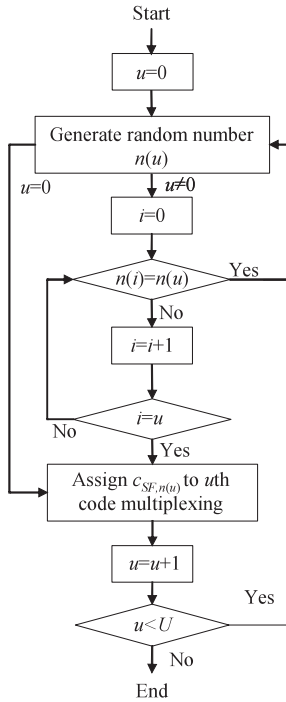 Start
u=0
Generate random number
n(u)
u=0
u≠0
i=0
n(i)=n(u)
Yes
No
i=i+1
i=u
No
Yes
Assign c_{SF,n(u)} to uth
code multiplexing
u=u+1
Yes
u<U
No
End